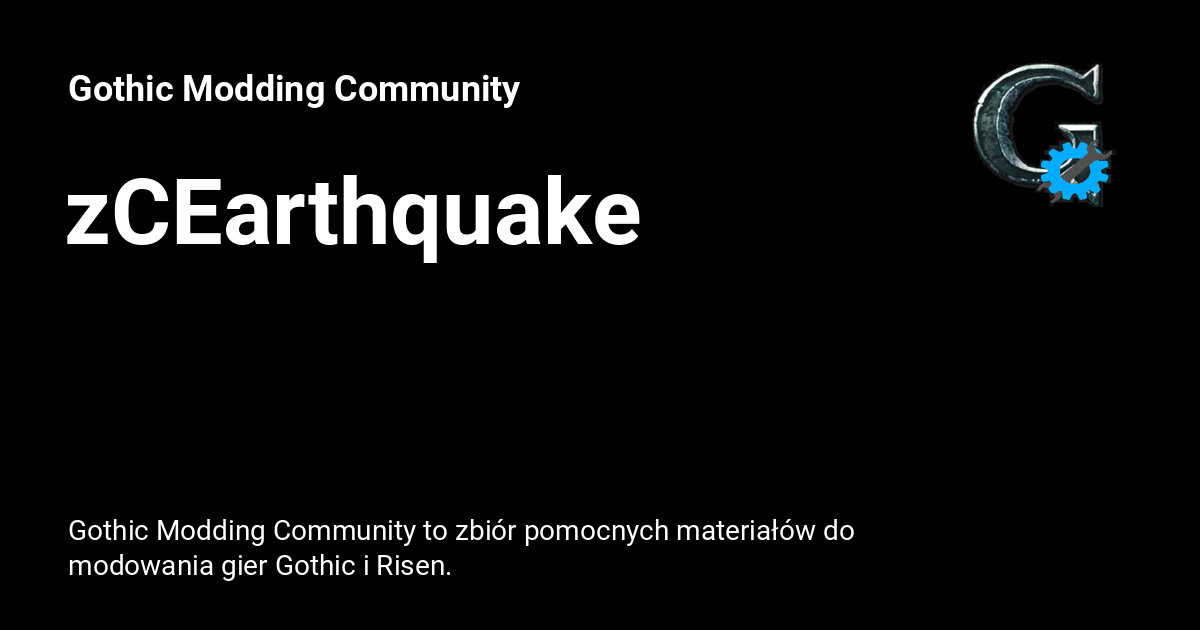 Gothic Modding Community
zCEarthquake
Gothic Modding Community to zbiór pomocnych materiałów do
modowania gier Gothic i Risen.